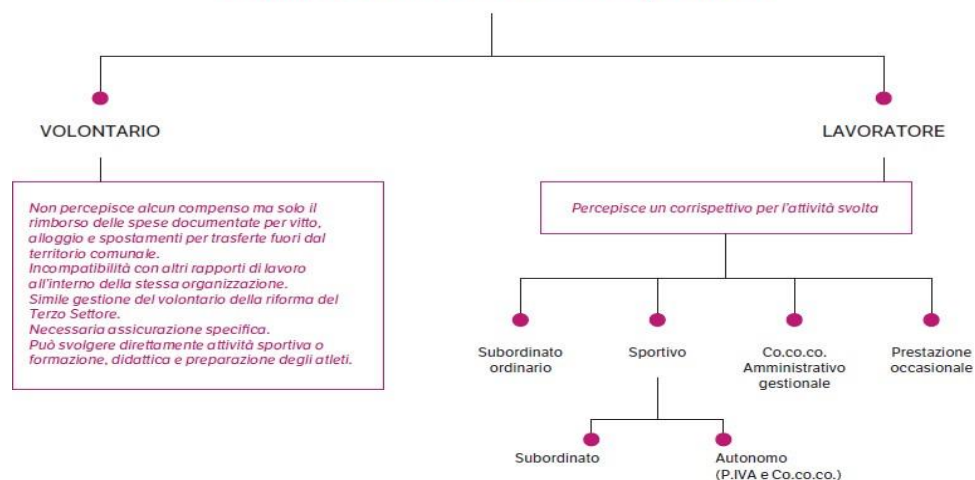 VOLONTARIO
LAVORATORE
Non percepisce alcun compenso ma solo il
rimborso delle spese documentate per vitto,
alloggio e spostamenti per trasferte fuori dal
territorio comunale.
Incompatibilità con altri rapporti di lavoro
all'interno della stessa organizzazione.
Simile gestione del volontario della riforma del
Terzo Settore.
Necessaria assicurazione specifica.
Può svolgere direttamente attività sportiva o
formazione, didattica e preparazione degli atleti.
Percepisce un corrispettivo per l'attività svolta
Subordinato
ordinario
Sportivo
Co.co.co.
Amministrativo
gestionale
Prestazione
occasionale
Subordinato
Autonomo
(P.IVA e Co.co.co.)